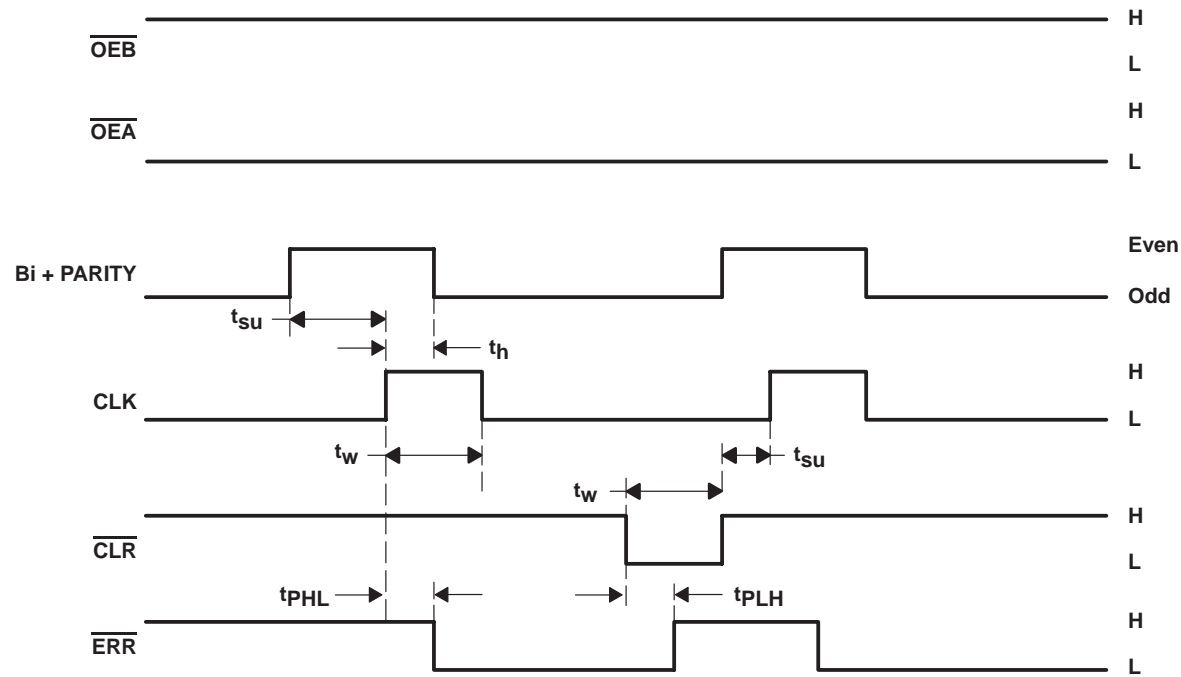 H
OEB
L
H
OEA
L
Even
Bi + PARITY
Odd
tsu
th
H
CLK
L
tw
tsu
tw
H
CLR
L
tPHL
tPLH
H
ERR
L